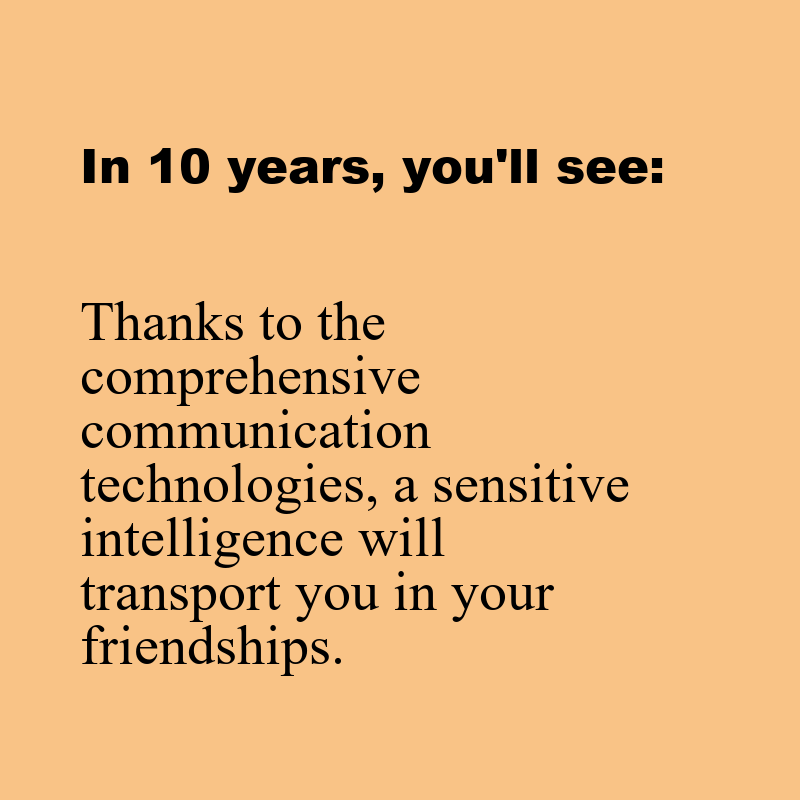 In 10 years, you'll see:
Thanks to the
comprehensive
communication
technologies, a sensitive
intelligence will
transport you in your
friendships.